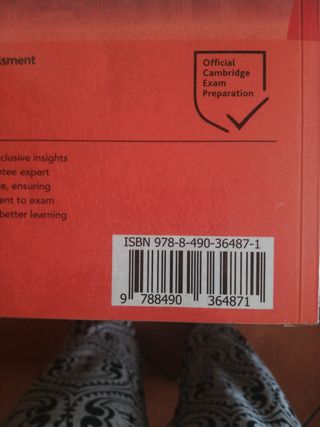 ssment
Official
Cambridge
Exam
Preparation
clusive insights
ntee expert
e, ensuring
ent to exam
better learning
ISBN 978-8-490-36487-1
9 788490 364871